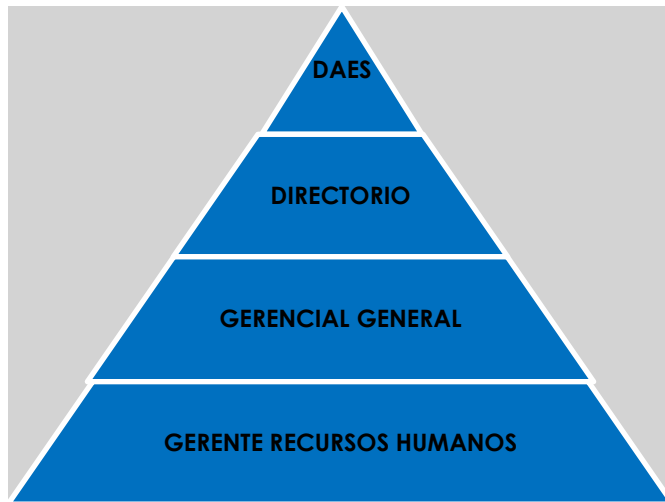 DAES
DIRECTORIO
GERENCIAL GENERAL
GERENTE RECURSOS HUMANOS